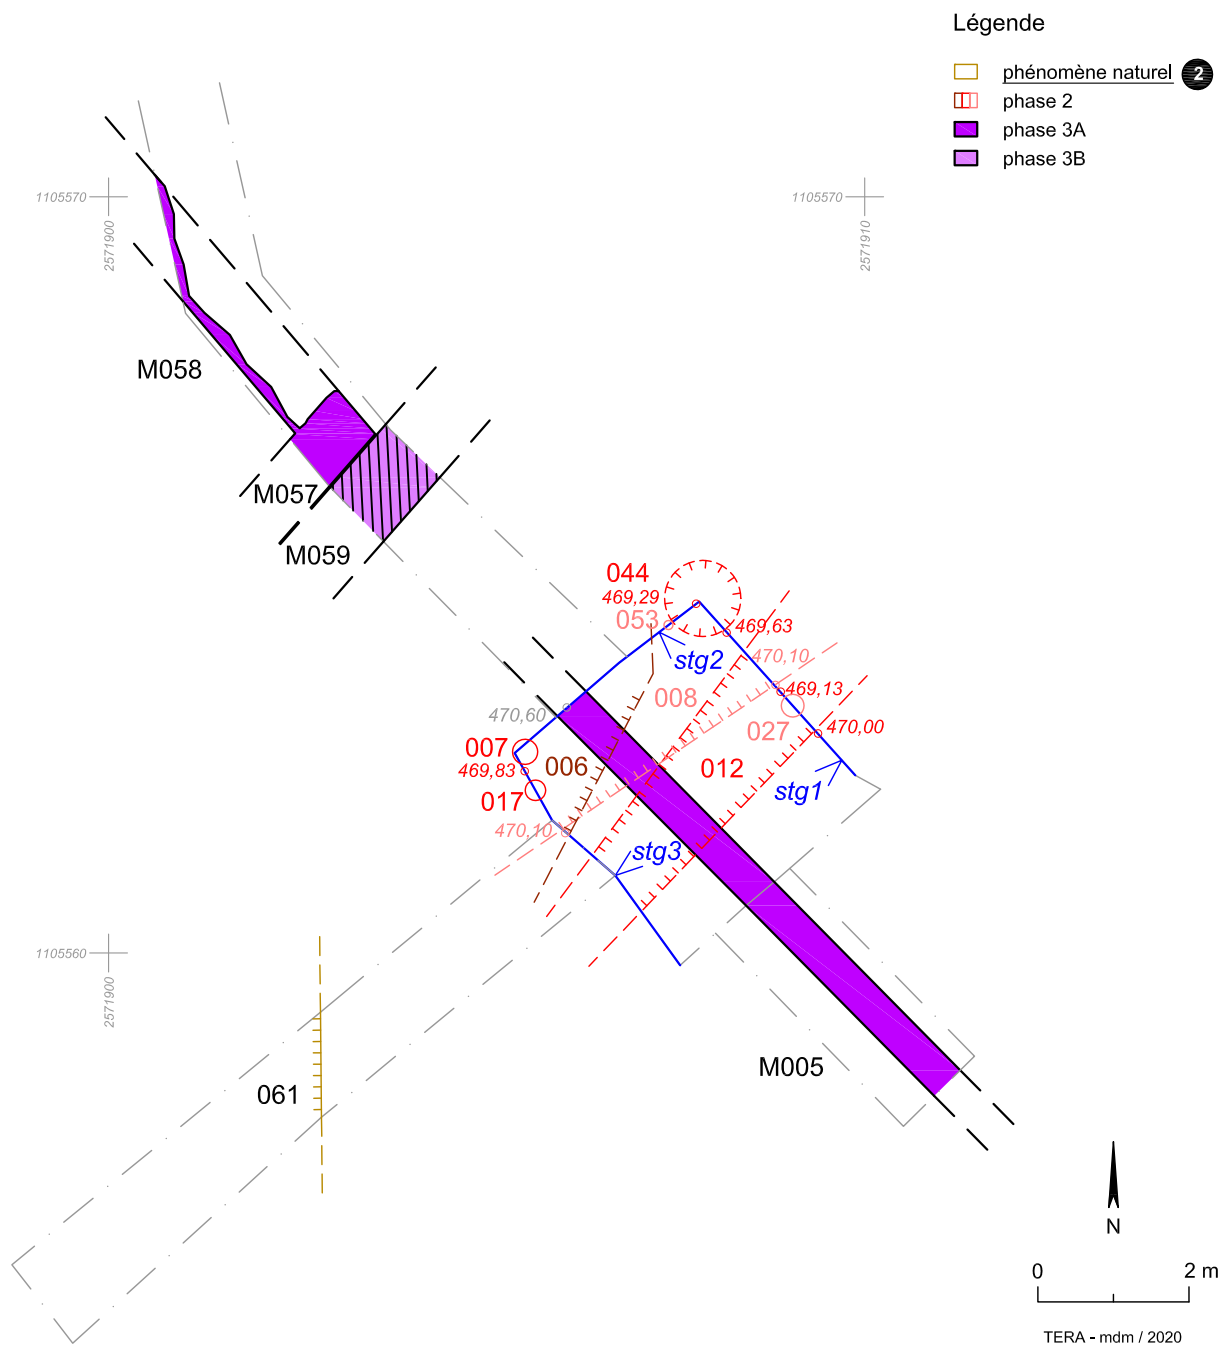 Légende
phénomène naturel 2
phase 2
phase 3A
phase 3B
1105570
2571900
1105570
2571910
M058
M057
M059
044
469,29
053
469,63
stg2
470,10
008
469,13
470,60
027
470,00
007
006
012
469,83
017
stg1
470,10
stg3
1105560
2571900
M005
061
N
0 2 m
TERA - mdm / 2020